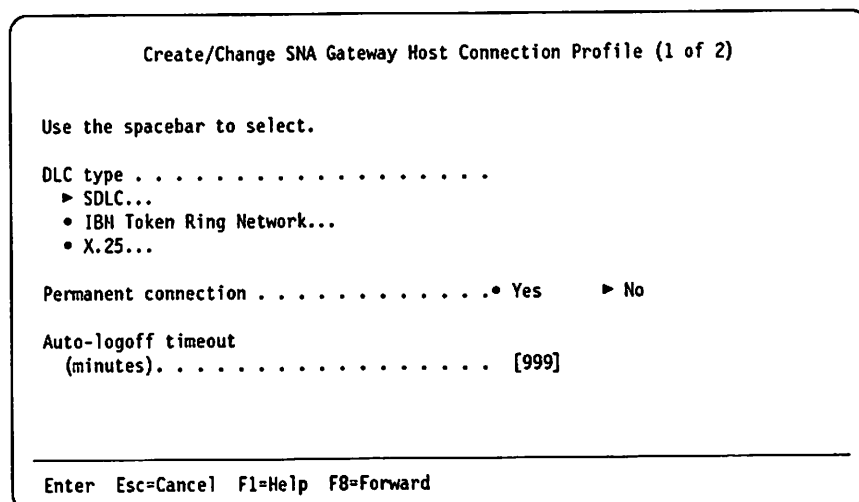 Create/Change SNA Gateway Host Connection Profile (1 of 2)
Use the spacebar to select.
DLC type . . . . . . . . . . . . . . . . . . .
► SDLC...
• IBM Token Ring Network...
• X.25...
Permanent connection . . . . . . . . . . . . .• Yes ► No
Auto-logoff timeout
(minutes). . . . . . . . . . . . . . . . . . [999]
Enter Esc=Cancel F1=Help F8=Forward